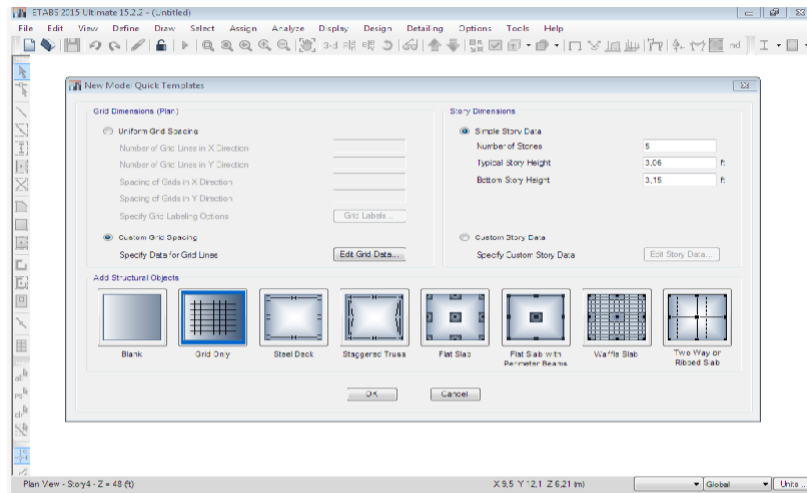 ETABS 2015 Ultimate 15.2.2 - (Untitled)
File Edit View Define Draw Select Assign Analyze Display Design Detailing Options Tools Help
3-d
nd
New Model Quick Templates
Grid Dimensions (Plan)
Story Dimensions
Uniform Grid Spacing
Simple Story Data
Number of Grid Lines in X Direction
Number of Stories 5
Number of Grid Lines in Y Direction
Typical Story Height 3,06 ft
Spacing of Grids in X Direction
Bottom Story Height 3,15 ft
Spacing of Grids in Y Direction
Specify Grid Labeling Options Grid Labels...
Custom Grid Spacing
Custom Story Data
Specify Data for Grid Lines Edit Grid Data...
Specify Custom Story Data Edit Story Data...
Add Structural Objects
Blank Grid Only Steel Deck Staggered Truss Flat Slab Flat Slab with Perimeter Beams Waffle Slab Two Way or Ribbed Slab
OK Cancel
Plan View - Story4 - Z = 48 (ft) X 9,5 Y 12,1 Z 6,21 (m) Global Units...